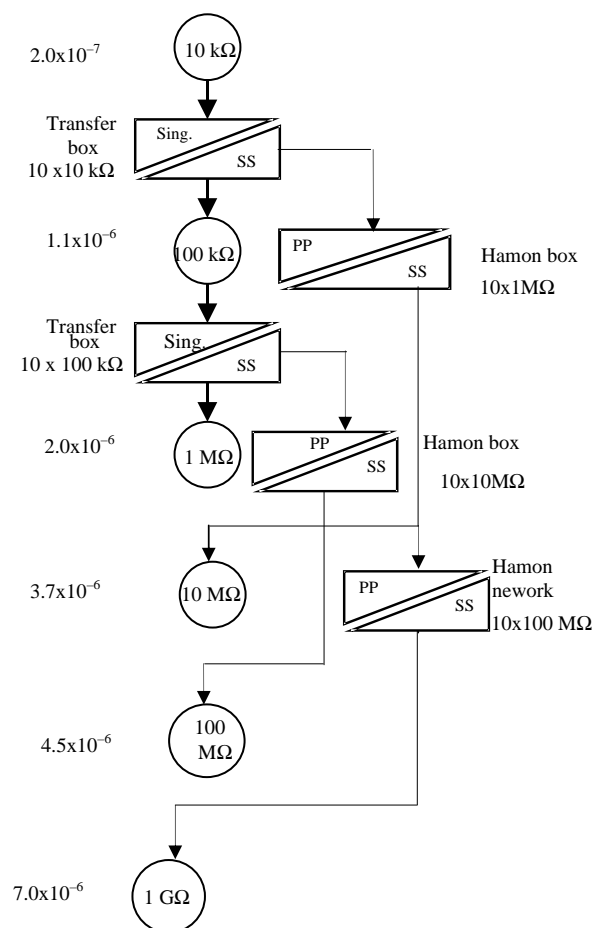 2.0x10⁻⁷
10 kΩ
Transfer
box
10 x10 kΩ
Sing.
SS
1.1x10⁻⁶
100 kΩ
PP
SS
Hamon box
10x1MΩ
Transfer
box
10 x 100 kΩ
Sing.
SS
2.0x10⁻⁶
1 MΩ
PP
SS
Hamon box
10x10MΩ
3.7x10⁻⁶
10 MΩ
PP
SS
Hamon
nework
10x100 MΩ
4.5x10⁻⁶
100
MΩ
7.0x10⁻⁶
1 GΩ